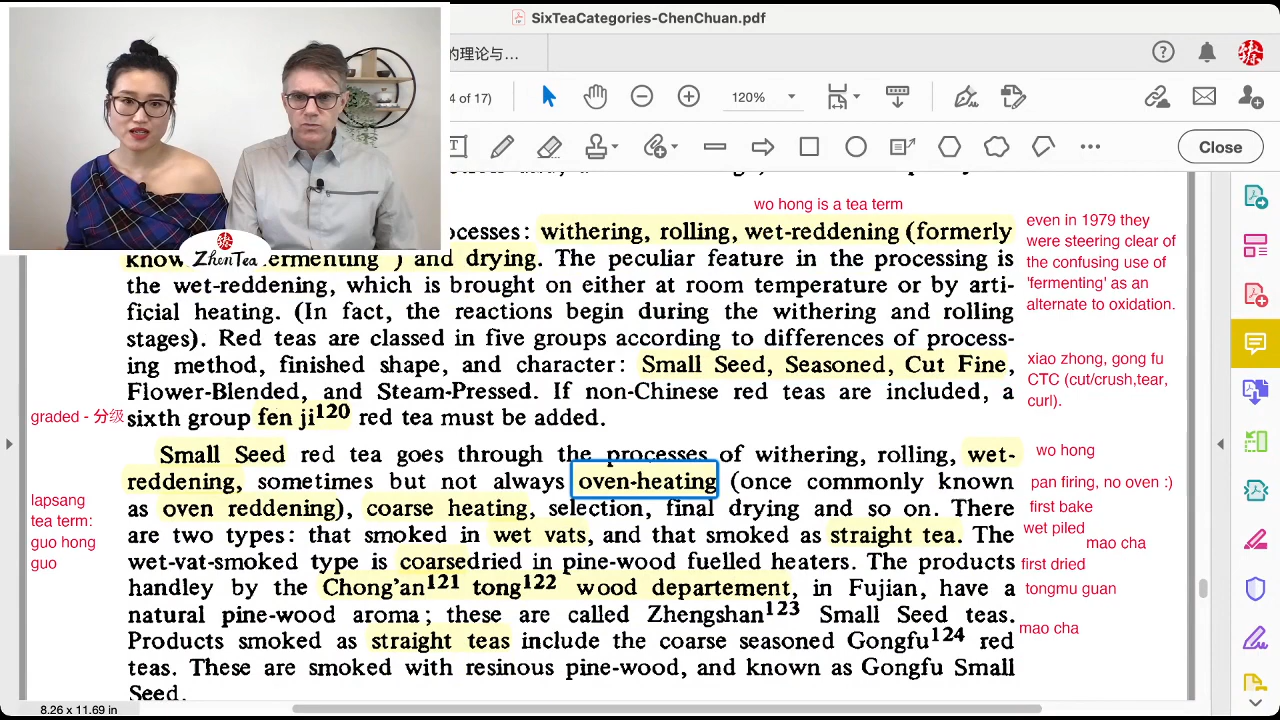 SixTeaCategories-ChenChuan.pdf
的理论与...
4 of 17)
120%
Close
ZhenTea
wo hong is a tea term
ocesses: withering, rolling, wet-reddening (formerly
know ermenting ) and drying. The peculiar feature in the processing is
the wet-reddening, which is brought on either at room temperature or by arti-
ficial heating. (In fact, the reactions begin during the withering and rolling
stages). Red teas are classed in five groups according to differences of process-
ing method, finished shape, and character: Small Seed, Seasoned, Cut Fine,
Flower-Blended, and Steam-Pressed. If non-Chinese red teas are included, a
sixth group fen ji120 red tea must be added.
Small Seed red tea goes through the processes of withering, rolling, wet-
reddening, sometimes but not always oven-heating (once commonly known
as oven reddening), coarse heating, selection, final drying and so on. There
are two types: that smoked in wet vats, and that smoked as straight tea. The
wet-vat-smoked type is coarsedried in pine-wood fuelled heaters. The products
handley by the Chong'an121 tong122 wood departement, in Fujian, have a
natural pine-wood aroma; these are called Zhengshan123 Small Seed teas.
Products smoked as straight teas include the coarse seasoned Gongfu124 red
teas. These are smoked with resinous pine-wood, and known as Gongfu Small
Seed.
even in 1979 they
were steering clear of
the confusing use of
'fermenting' as an
alternate to oxidation.
xiao zhong, gong fu
CTC (cut/crush,tear,
curl).
graded - 分级
wo hong
pan firing, no oven :)
first bake
wet piled
mao cha
first dried
tongmu guan
mao cha
lapsang
tea term:
guo hong
guo
8.26 x 11.69 in